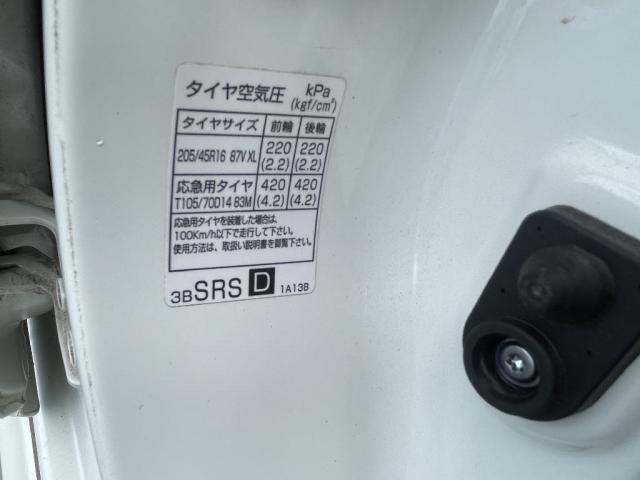 タイヤ空気圧 kPa
(kgf/cm²)
タイヤサイズ 前輪 後輪
205/45R16 87V XL 220 220
(2.2) (2.2)
応急用タイヤ 420 420
T105/70D14 83M (4.2) (4.2)
応急用タイヤを装着した場合は、
100Km/h以下で走行して下さい。
使用方法は、取扱い説明書を御覧下さい。
3BSRS D 1A13B